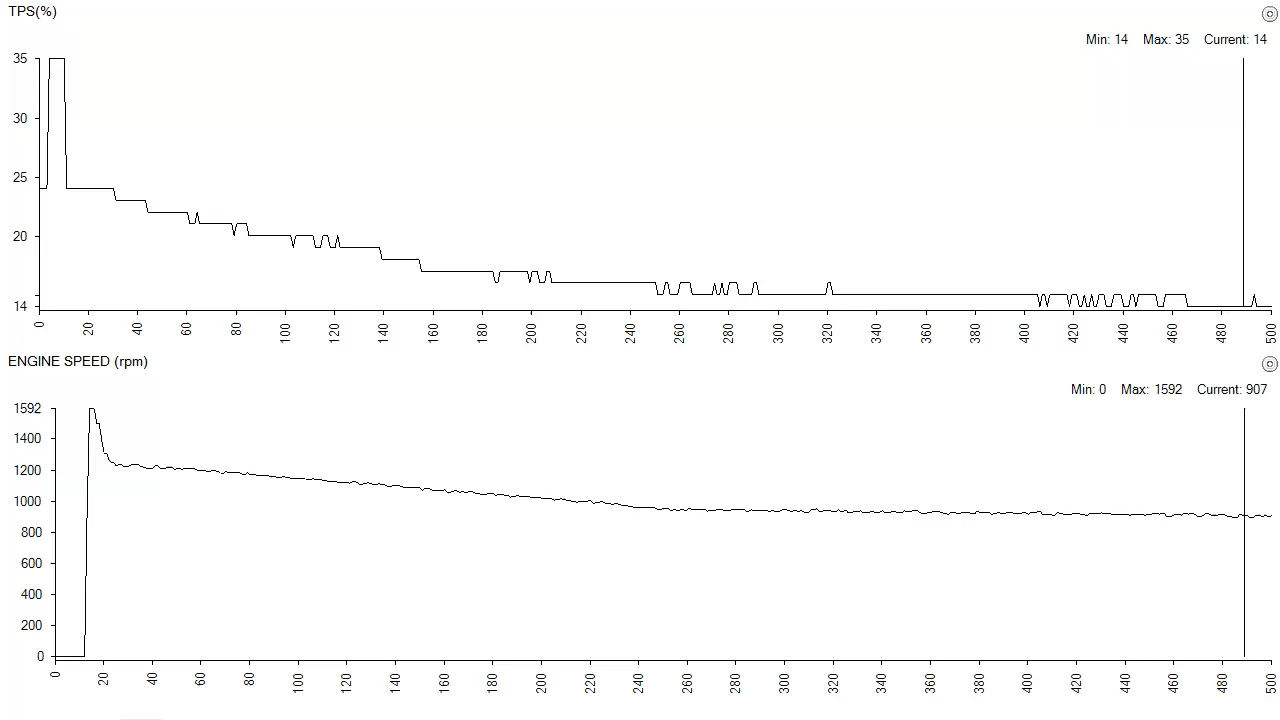 TPS(%)
Min: 14 Max: 35 Current: 14
35
30
25
20
14
0 20 40 60 80 100 120 140 160 180 200 220 240 260 280 300 320 340 360 380 400 420 440 460 480 500
ENGINE SPEED (rpm)
Min: 0 Max: 1592 Current: 907
1592
1400
1200
1000
800
600
400
200
0
0 20 40 60 80 100 120 140 160 180 200 220 240 260 280 300 320 340 360 380 400 420 440 460 480 500